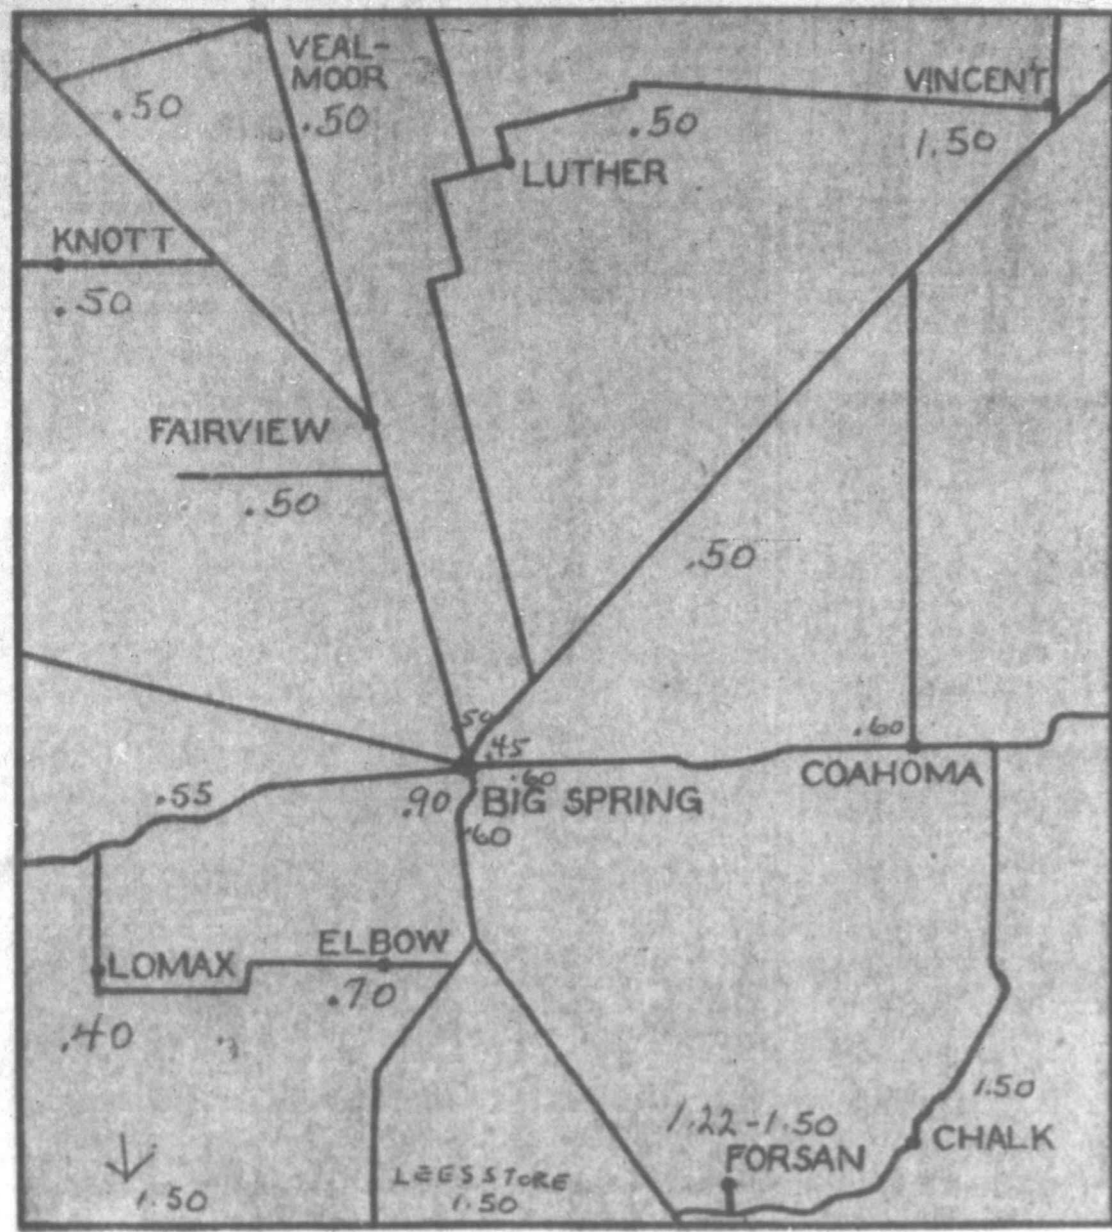 VEAL-
MOOR
.50
.50
VINCENT
1.50
.50
LUTHER
KNOTT
.50
FAIRVIEW
.50
.50
.50
.45
.60
.60
COAHOMA
.55
.90
BIG SPRING
.60
ELBOW
.70
LOMAX
.40
1.50
CHALK
1.22-1.50
FORSAN
LEES STORE
1.50
1.50